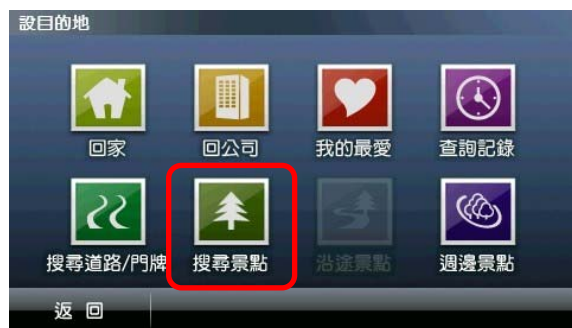 設目的地
回家
回公司
我的最愛
查詢記錄
搜尋道路/門牌
搜尋景點
沿途景點
週邊景點
返回